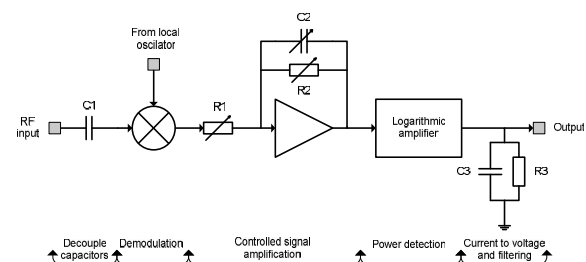 From local
oscilator
C2
C1
R1
R2
RF
input
Logarithmic
amplifier
Output
C3
R3
Decouple
capacitors
Demodulation
Controlled signal
amplification
Power detection
Current to voltage
and filtering